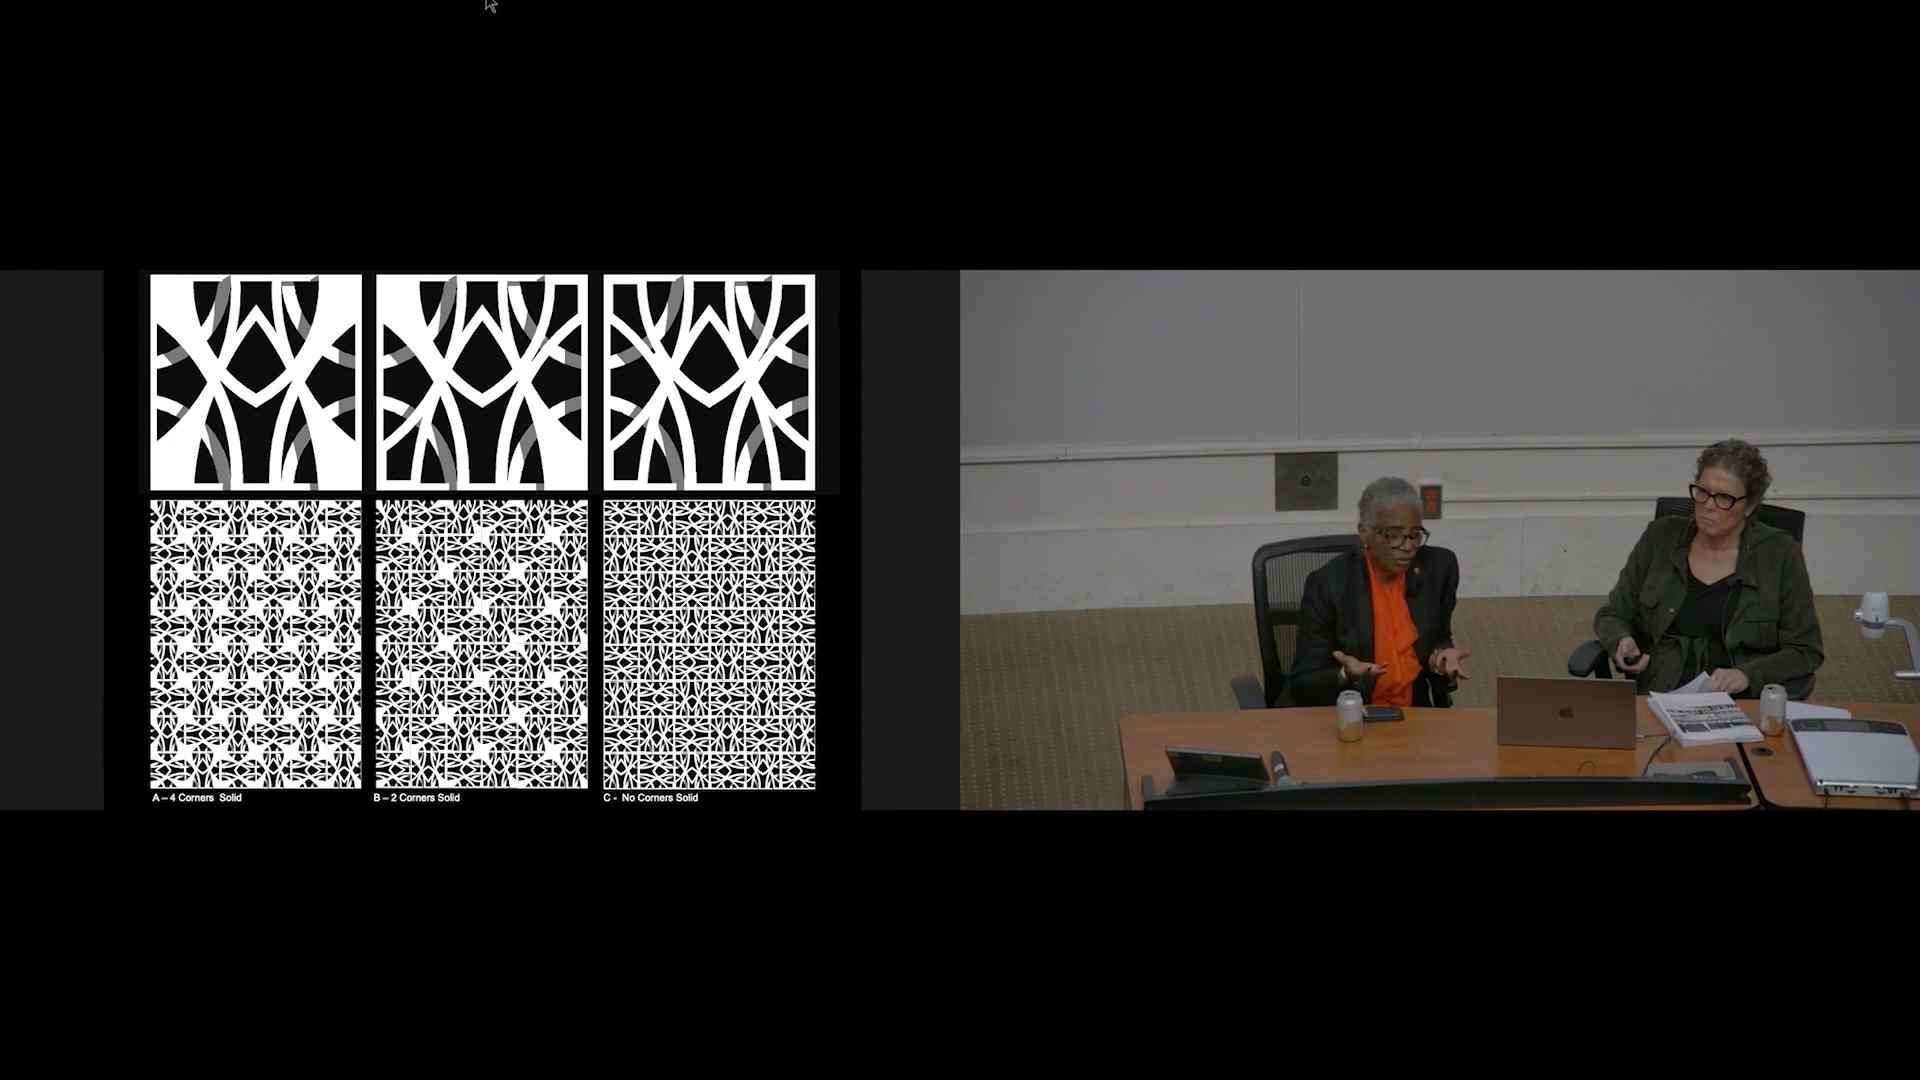 A – 4 Corners Solid
B – 2 Corners Solid
C - No Corners Solid